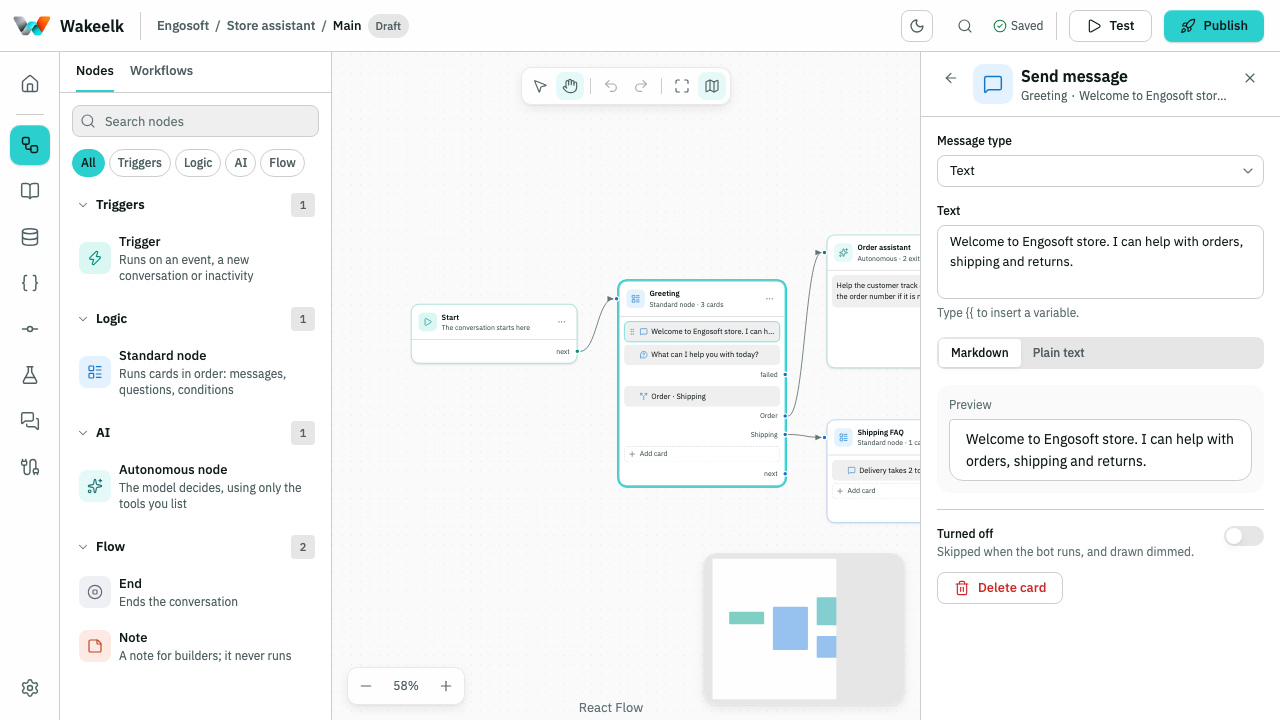 Wakeelk
Engosoft / Store assistant / Main Draft
Saved
Test
Publish
Nodes Workflows
Search nodes
All Triggers Logic AI Flow
Triggers 1
Trigger
Runs on an event, a new
conversation or inactivity
Logic 1
Standard node
Runs cards in order: messages,
questions, conditions
AI 1
Autonomous node
The model decides, using only the
tools you list
Flow 2
End
Ends the conversation
Note
A note for builders; it never runs
Start
The conversation starts here
next
Greeting
Standard node · 3 cards
Welcome to Engosoft store. I can h...
What can I help you with today?
failed
Order · Shipping
Order
Shipping
Add card
next
Order assistant
Autonomous · 2 exit
Help the customer track
the order number if it is n
Shipping FAQ
Standard node · 1 ca
Delivery takes 2 to
Add card
58%
React Flow
Send message
Greeting · Welcome to Engosoft stor...
Message type
Text
Text
Welcome to Engosoft store. I can help with orders,
shipping and returns.
Type {{ to insert a variable.
Markdown Plain text
Preview
Welcome to Engosoft store. I can help with
orders, shipping and returns.
Turned off
Skipped when the bot runs, and drawn dimmed.
Delete card